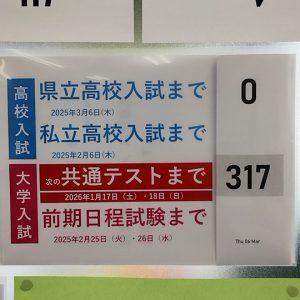 高校入試
県立高校入試まで
2025年3月6日(木)
0
私立高校入試まで
2025年2月6日(木)
大学入試
次の共通テストまで
2026年1月17日(土)・18日(日)
317
前期日程試験まで
2025年2月25日(火)・26日(水)
Thu 06 Mar